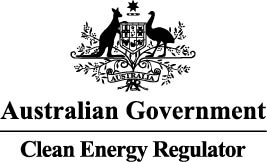 AUSTRALIA
Australian Government
Clean Energy Regulator